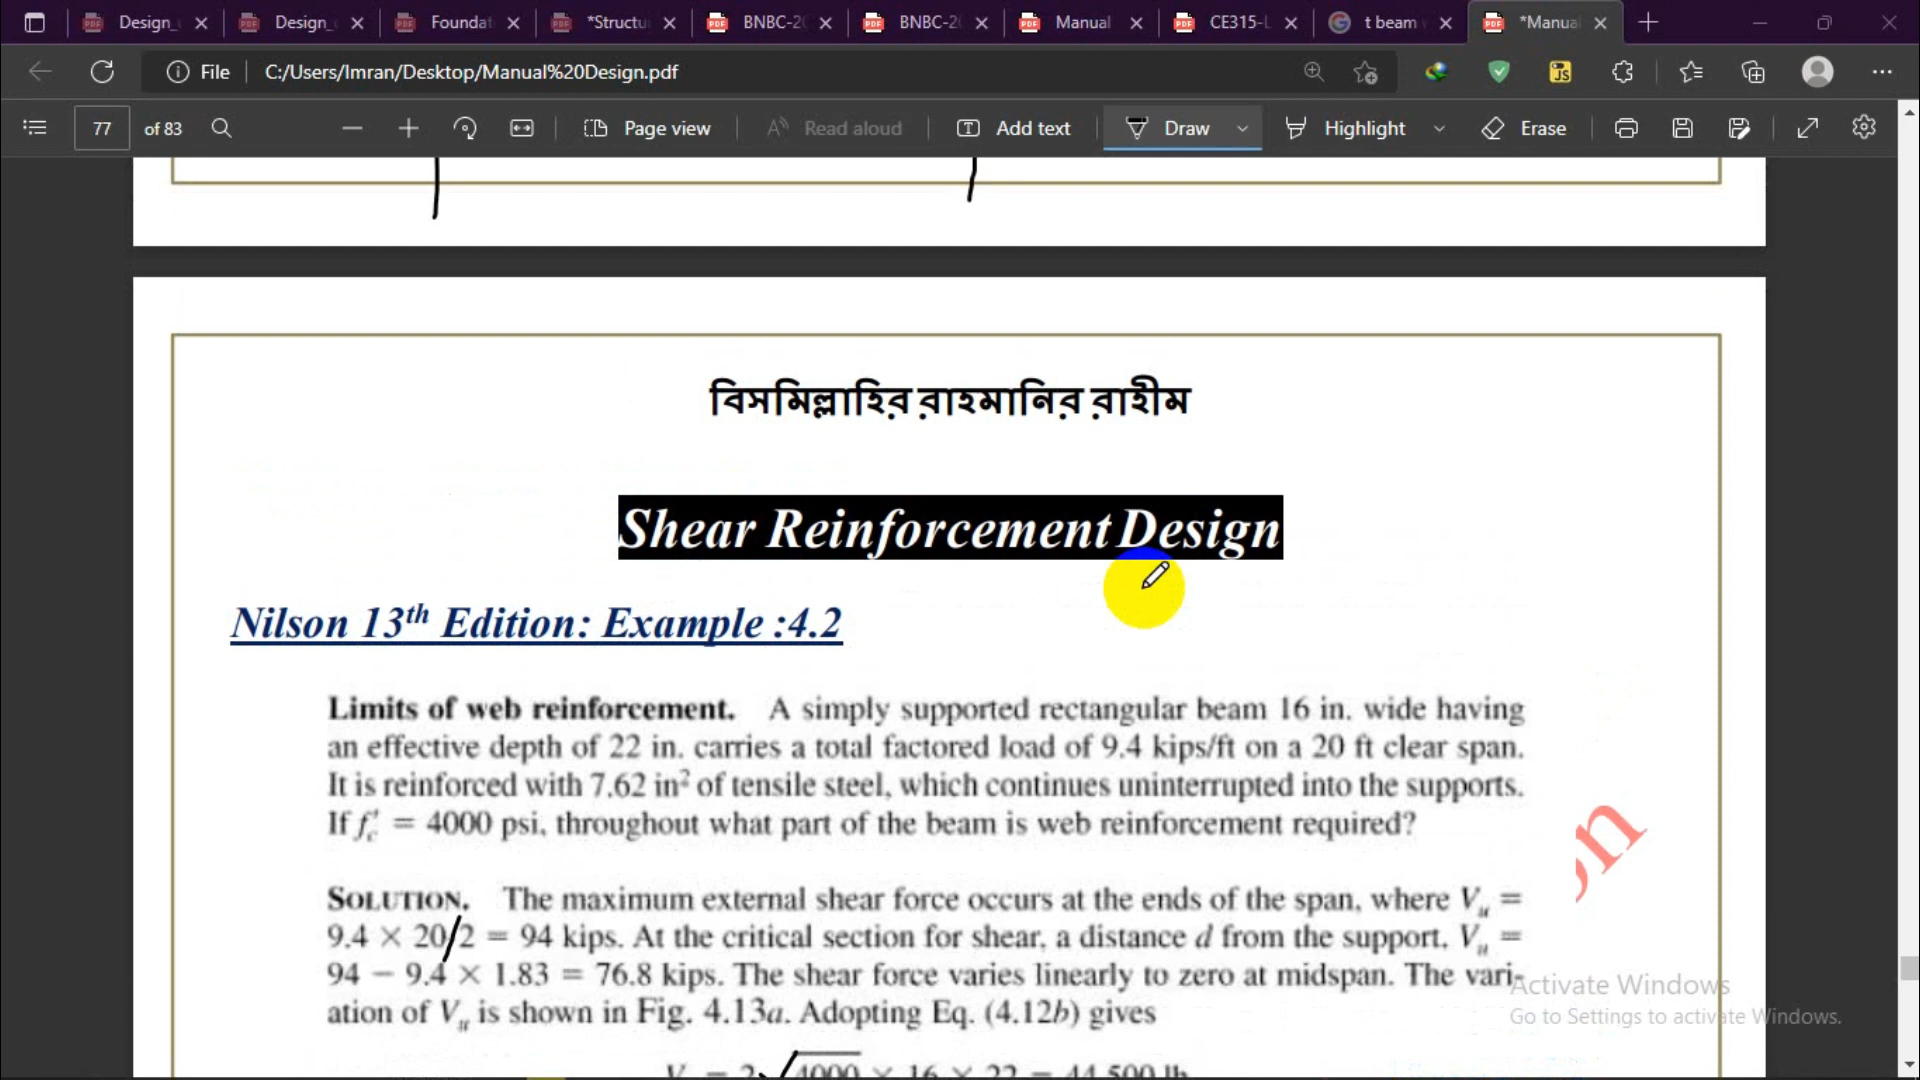 Design_
Design_
Foundat
*Structu
BNBC-20
BNBC-20
Manual
CE315-L
t beam
*Manual
File
C:/Users/Imran/Desktop/Manual%20Design.pdf
77
of 83
Page view
Read aloud
Add text
Draw
Highlight
Erase
বিসমিল্লাহির রাহমানির রাহীম
Shear Reinforcement Design
Nilson 13th Edition: Example :4.2
Limits of web reinforcement. A simply supported rectangular beam 16 in. wide having
an effective depth of 22 in. carries a total factored load of 9.4 kips/ft on a 20 ft clear span.
It is reinforced with 7.62 in² of tensile steel, which continues uninterrupted into the supports.
If f'c = 4000 psi, throughout what part of the beam is web reinforcement required?
SOLUTION. The maximum external shear force occurs at the ends of the span, where Vu =
9.4 × 20/2 = 94 kips. At the critical section for shear, a distance d from the support, Vu =
94 − 9.4 × 1.83 = 76.8 kips. The shear force varies linearly to zero at midspan. The vari-
ation of Vu is shown in Fig. 4.13a. Adopting Eq. (4.12b) gives
= 2√4000 × 16 × 22 = 44,500 lb
Activate Windows
Go to Settings to activate Windows.